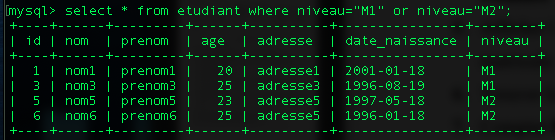 mysql> select * from etudiant where niveau="M1" or niveau="M2";
+----+------+---------+------+----------+----------------+--------+
| id | nom  | prenom  | age  | adresse  | date_naissance | niveau |
+----+------+---------+------+----------+----------------+--------+
| 1 | nom1 | prenom1 | 20 | adresse1 | 2001-01-18 | M1 |
| 3 | nom3 | prenom3 | 25 | adresse3 | 1996-08-19 | M1 |
| 5 | nom5 | prenom5 | 23 | adresse5 | 1997-05-18 | M2 |
| 6 | nom6 | prenom6 | 25 | adresse5 | 1996-01-18 | M2 |
+----+------+---------+------+----------+----------------+--------+